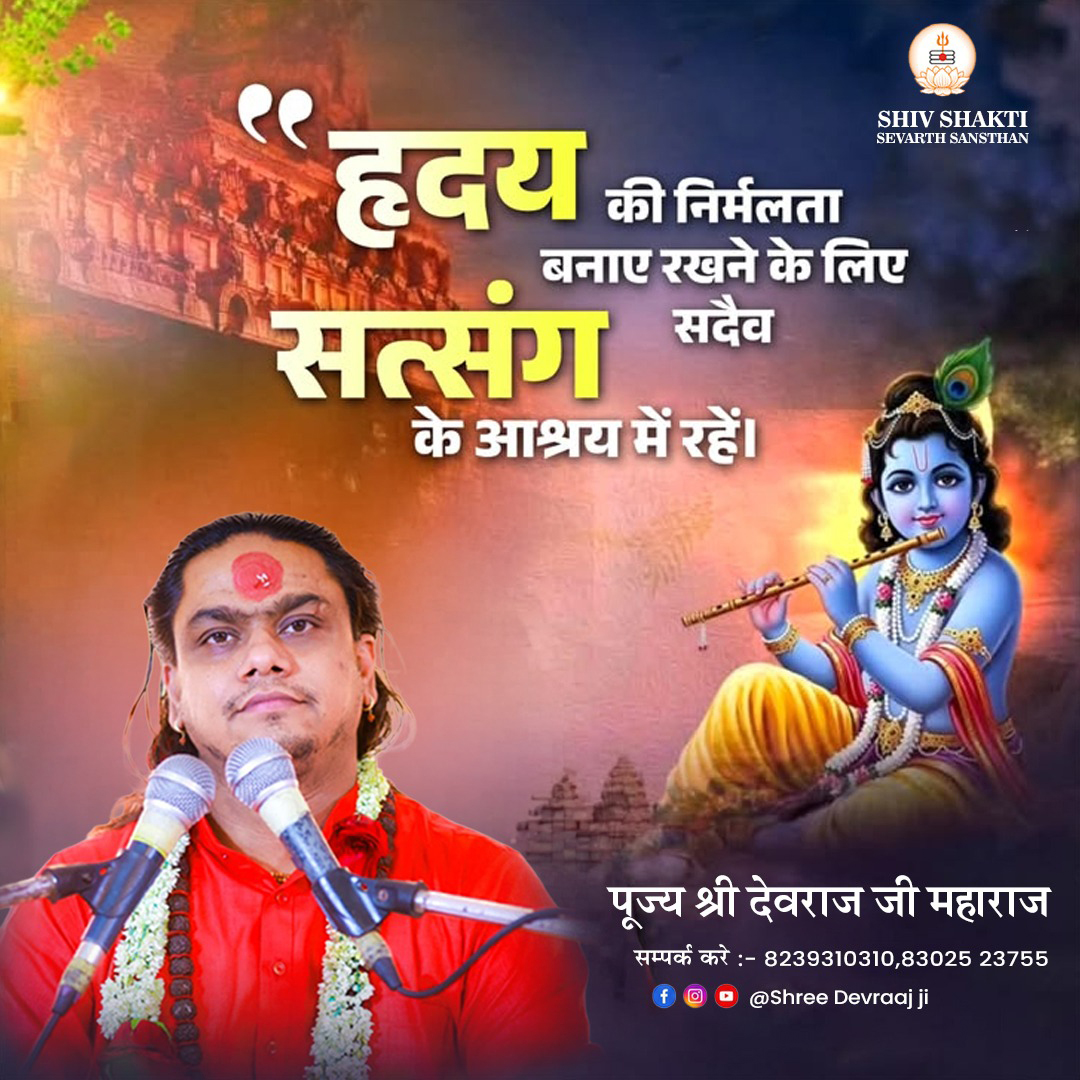 SHIV SHAKTI
SEVARTH SANSTHAN
“हृदय की निर्मलता
बनाए रखने के लिए
सदैव
सत्संग
के आश्रय में रहें।
पूज्य श्री देवराज जी महाराज
सम्पर्क करे :- 8239310310,83025 23755
@Shree Devraaj ji